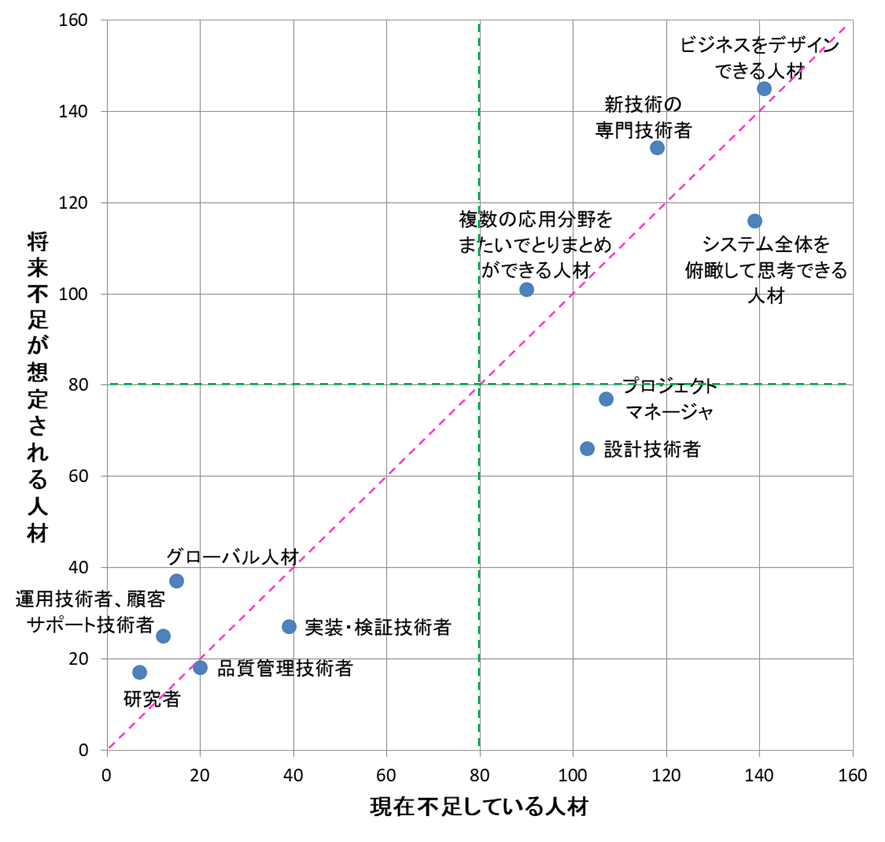 160
140
120
100
80
60
40
20
0
将来不足が想定される人材
ビジネスをデザイン
できる人材
新技術の
専門技術者
複数の応用分野を
またいでとりまとめ
ができる人材
システム全体を
俯瞰して思考できる
人材
プロジェクト
マネージャ
設計技術者
グローバル人材
運用技術者、顧客
サポート技術者
実装・検証技術者
品質管理技術者
研究者
0 20 40 60 80 100 120 140 160
現在不足している人材